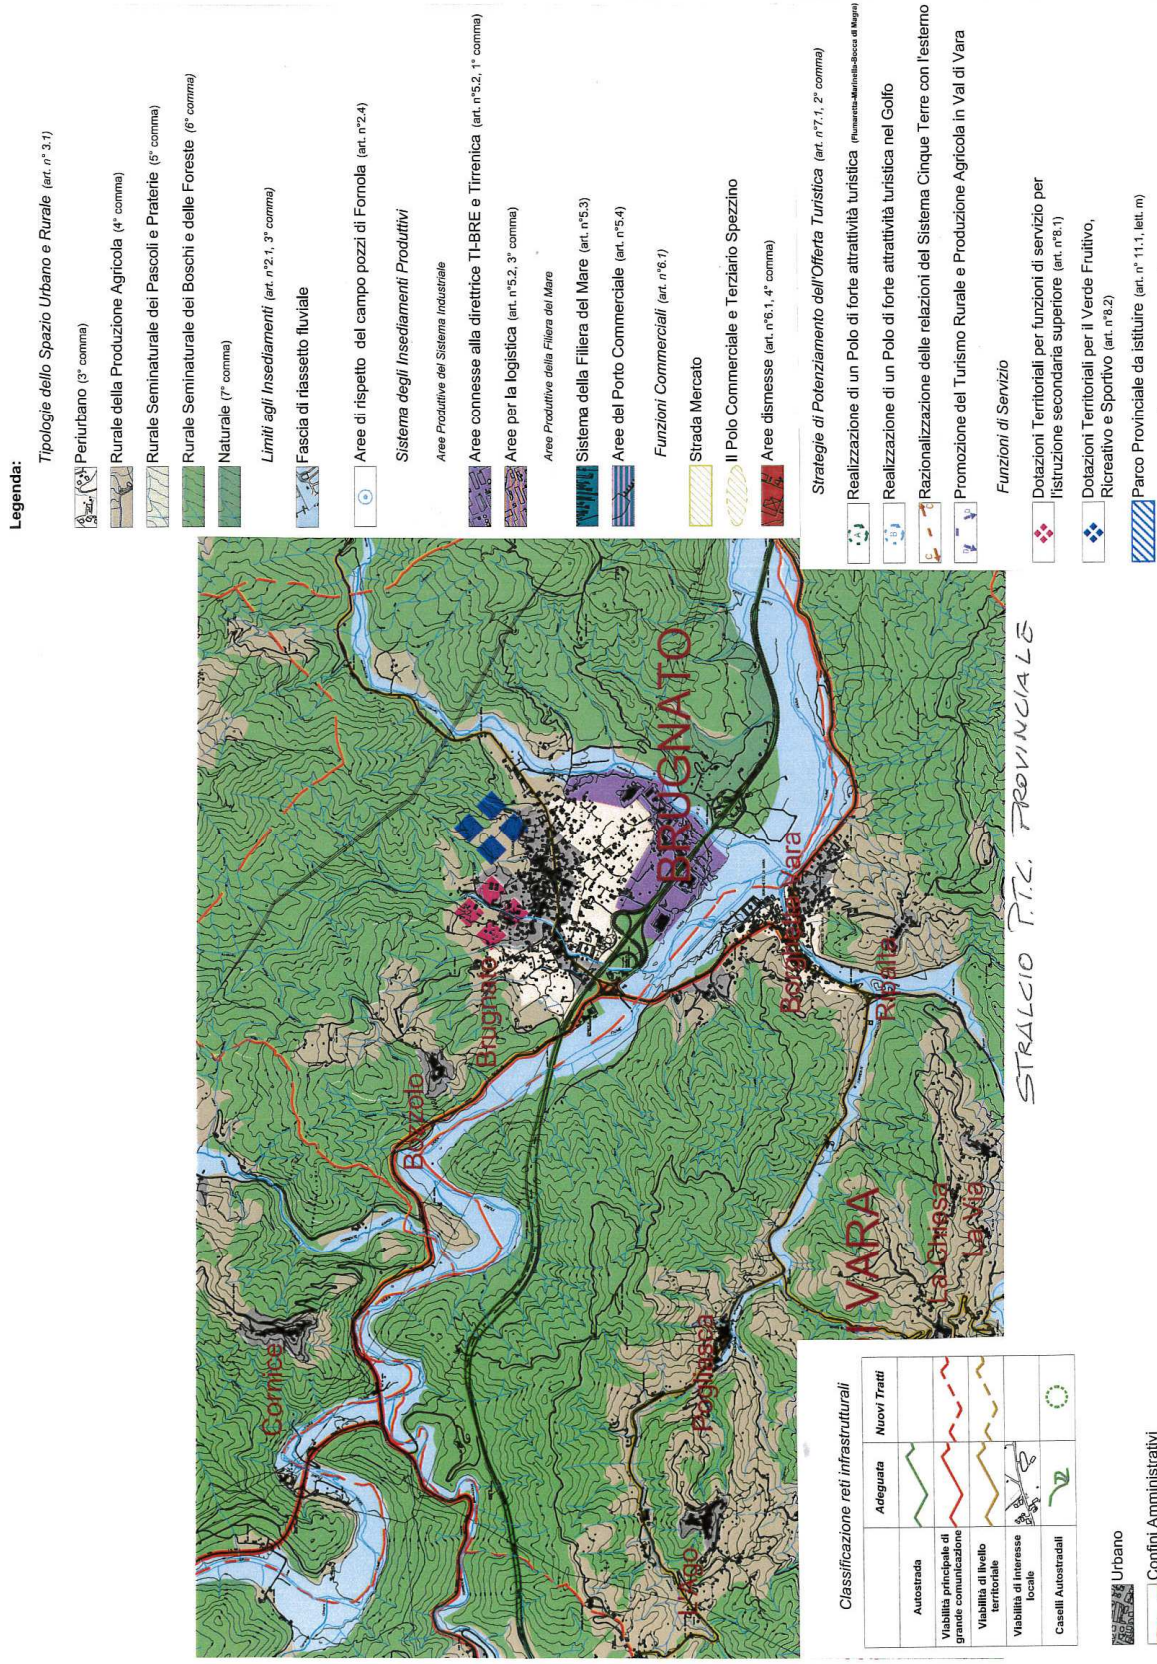 Legenda:
Tipologie dello Spazio Urbano e Rurale (art. n° 3.1)
Periurbano (3° comma)
Rurale della Produzione Agricola (4° comma)
Rurale Seminaturale dei Pascoli e Praterie (5° comma)
Rurale Seminaturale dei Boschi e delle Foreste (6° comma)
Naturale (7° comma)
Limiti agli Insediamenti (art. n°2.1, 3° comma)
Fascia di riassetto fluviale
Aree di rispetto del campo pozzi di Fornola (art. n°2.4)
Sistema degli Insediamenti Produttivi
Aree Produttive del Sistema Industriale
Aree connesse alla direttrice TI-BRE e Tirrenica (art. n°5.2, 1° comma)
Aree per la logistica (art. n°5.2, 3° comma)
Aree Produttive della Filiera del Mare
Sistema della Filiera del Mare (art. n°5.3)
Aree del Porto Commerciale (art. n°5.4)
Funzioni Commerciali (art. n°6.1)
Strada Mercato
Il Polo Commerciale e Terziario Spezzino
Aree dismesse (art. n°6.1, 4° comma)
Strategie di Potenziamento dell'Offerta Turistica (art. n°7.1, 2° comma)
A
Realizzazione di un Polo di forte attrattività turistica (Fiumaretta-Marinella-Bocca di Magra)
B
Realizzazione di un Polo di forte attrattività turistica nel Golfo
C C
Razionalizzazione delle relazioni del Sistema Cinque Terre con l'esterno
D D
Promozione del Turismo Rurale e Produzione Agricola in Val di Vara
Funzioni di Servizio
Dotazioni Territoriali per funzioni di servizio per
l'istruzione secondaria superiore (art. n°8.1)
Dotazioni Territoriali per il Verde Fruitivo,
Ricreativo e Sportivo (art. n°8.2)
Parco Provinciale da istituire (art. n° 11.1, lett. m)
Cornice
Bozzolo
Brugnato
BRUGNATO
Borghetto Vara
Ripalta
Pogliasca
L'Ago
I VARA
La Chiesa
La Via
STRALCIO P.T.C. PROVINCIALE
Classificazione reti infrastrutturali
Adeguata Nuovi Tratti
Autostrada
Viabilità principale di
grande comunicazione
Viabilità di livello
territoriale
Viabilità di interesse
locale
Caselli Autostradali
Urbano
Confini Amministrativi